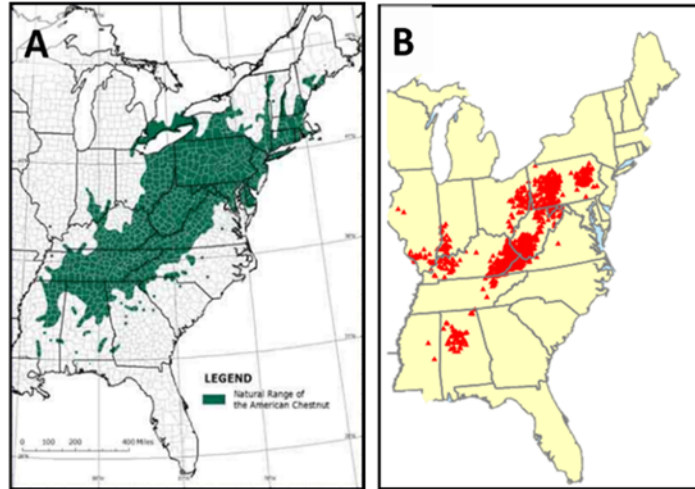 A
B
LEGEND
Natural Range of
the American Chestnut
0 100 200 400 Miles